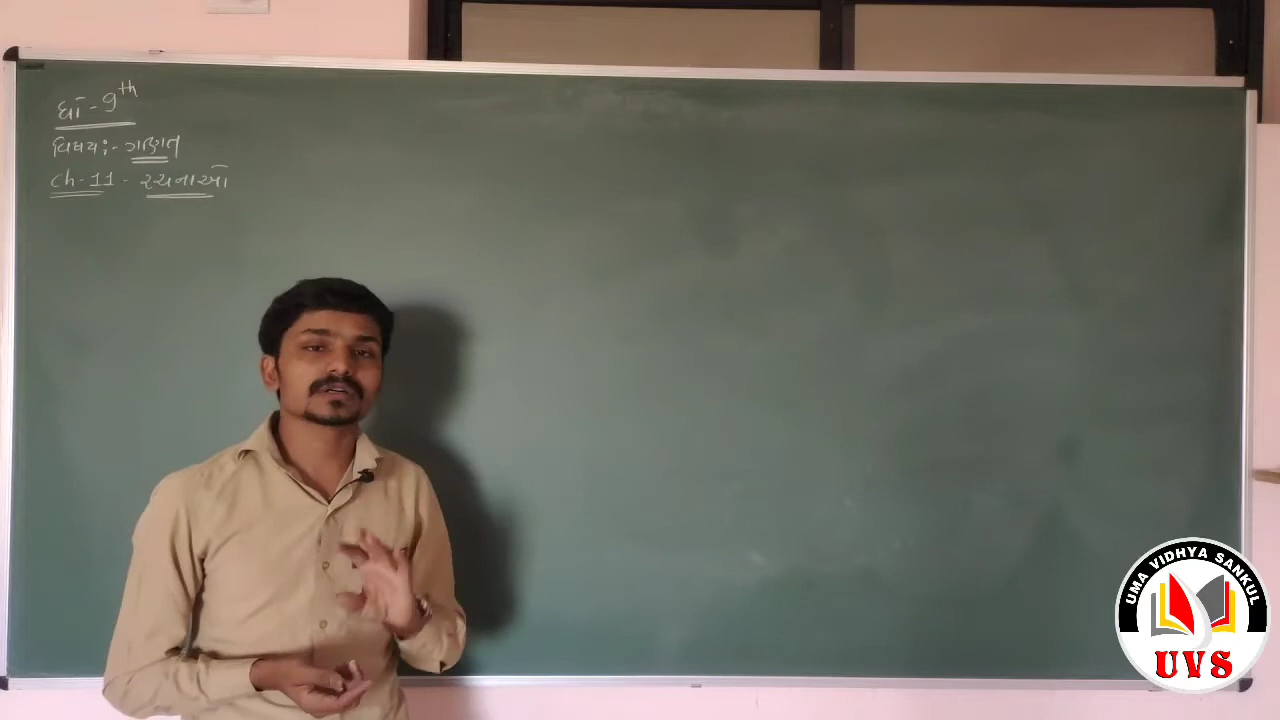 ધો - 9th
વિષય :- ગણિત
Ch-11 - રચનાઓ
UMA VIDHYA SANKUL
UVS